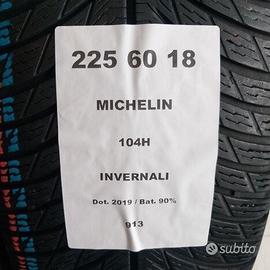 225 60 18
MICHELIN
104H
INVERNALI
Dot. 2019 / Bat. 90%
913
subito